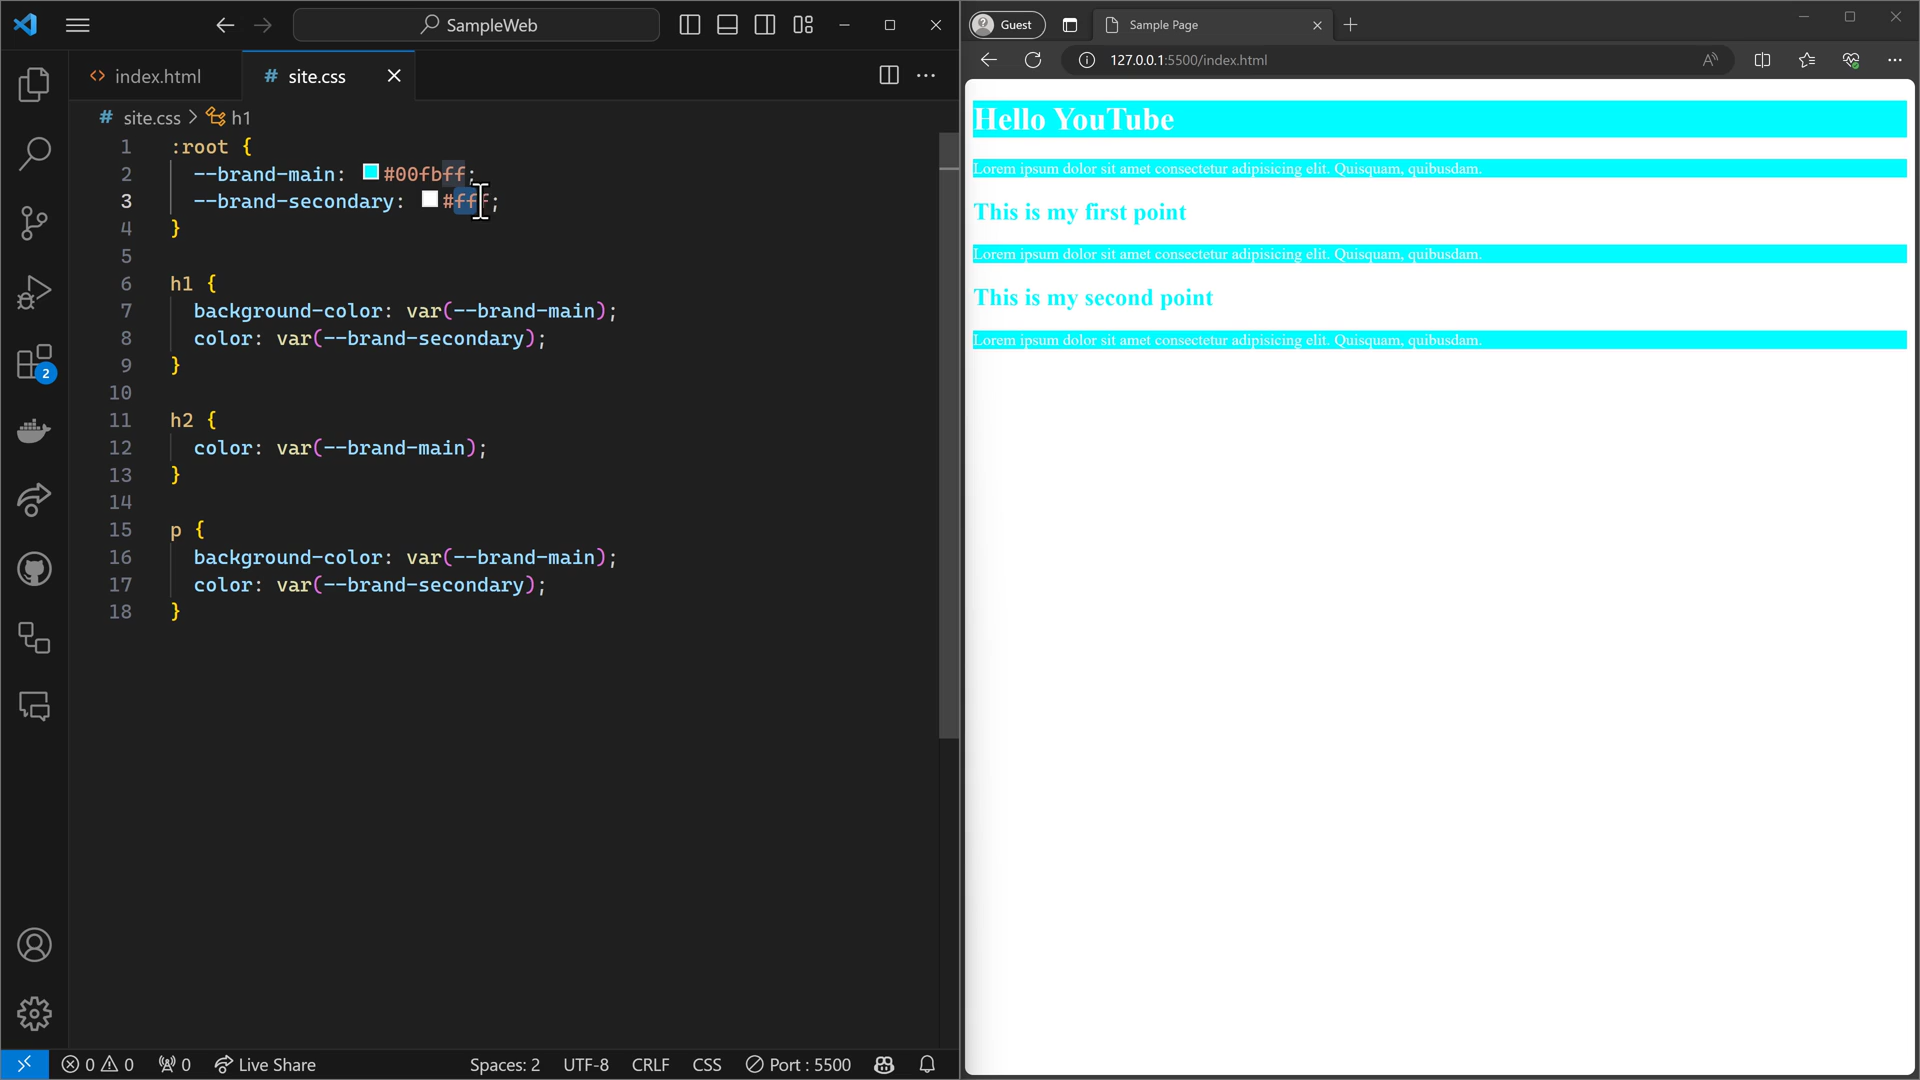 SampleWeb
index.html
# site.css
# site.css > h1
1 :root {
2 --brand-main: #00fbff;
3 --brand-secondary: #fff;
4 }
5
6 h1 {
7 background-color: var(--brand-main);
8 color: var(--brand-secondary);
9 }
10
11 h2 {
12 color: var(--brand-main);
13 }
14
15 p {
16 background-color: var(--brand-main);
17 color: var(--brand-secondary);
18 }
2
0 0 0 Live Share Spaces: 2 UTF-8 CRLF CSS Port : 5500
Guest Sample Page
127.0.0.1:5500/index.html
Hello YouTube
Lorem ipsum dolor sit amet consectetur adipisicing elit. Quisquam, quibusdam.
This is my first point
Lorem ipsum dolor sit amet consectetur adipisicing elit. Quisquam, quibusdam.
This is my second point
Lorem ipsum dolor sit amet consectetur adipisicing elit. Quisquam, quibusdam.